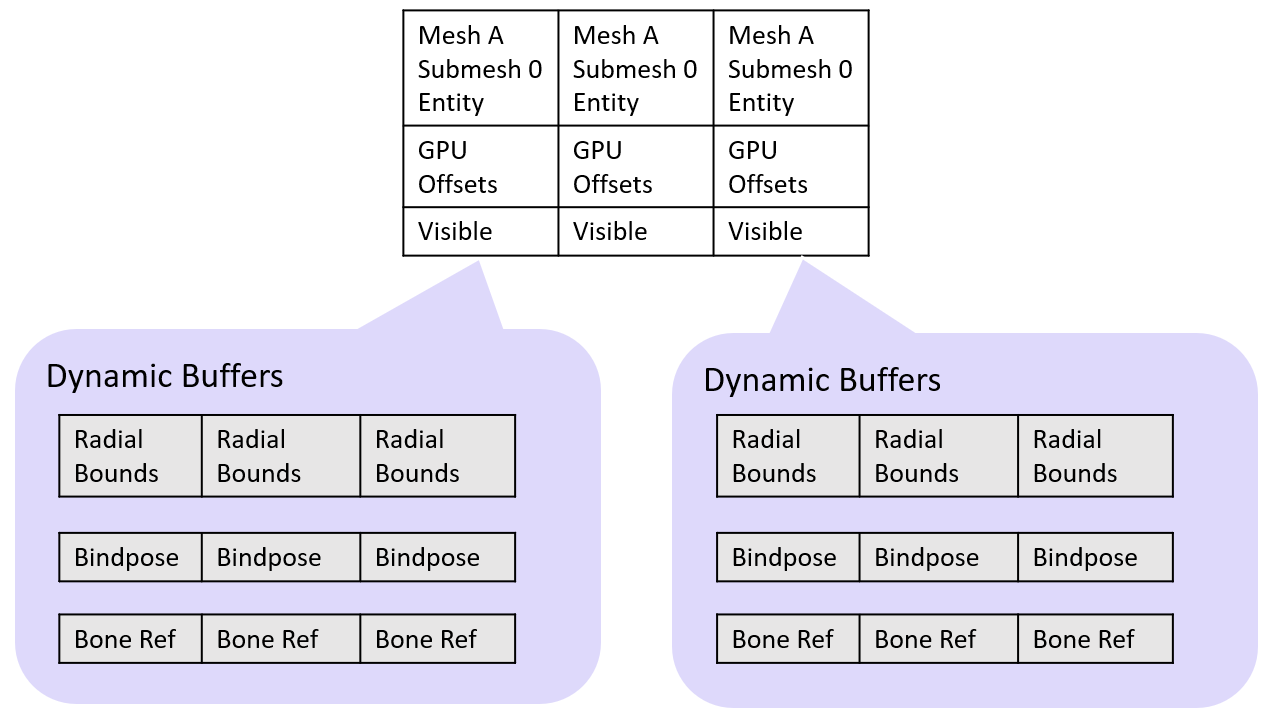 Mesh A
Submesh 0
Entity
Mesh A
Submesh 0
Entity
Mesh A
Submesh 0
Entity
GPU
Offsets
GPU
Offsets
GPU
Offsets
Visible
Visible
Visible
Dynamic Buffers
Radial
Bounds
Radial
Bounds
Radial
Bounds
Bindpose
Bindpose
Bindpose
Bone Ref
Bone Ref
Bone Ref
Dynamic Buffers
Radial
Bounds
Radial
Bounds
Radial
Bounds
Bindpose
Bindpose
Bindpose
Bone Ref
Bone Ref
Bone Ref